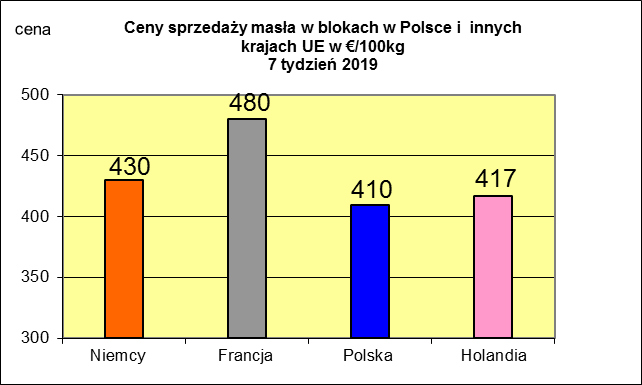 cena
Ceny sprzedaży masła w blokach w Polsce i  innych
krajach UE w €/100kg
7 tydzień 2019
500
450
400
350
300
430
480
410
417
Niemcy
Francja
Polska
Holandia